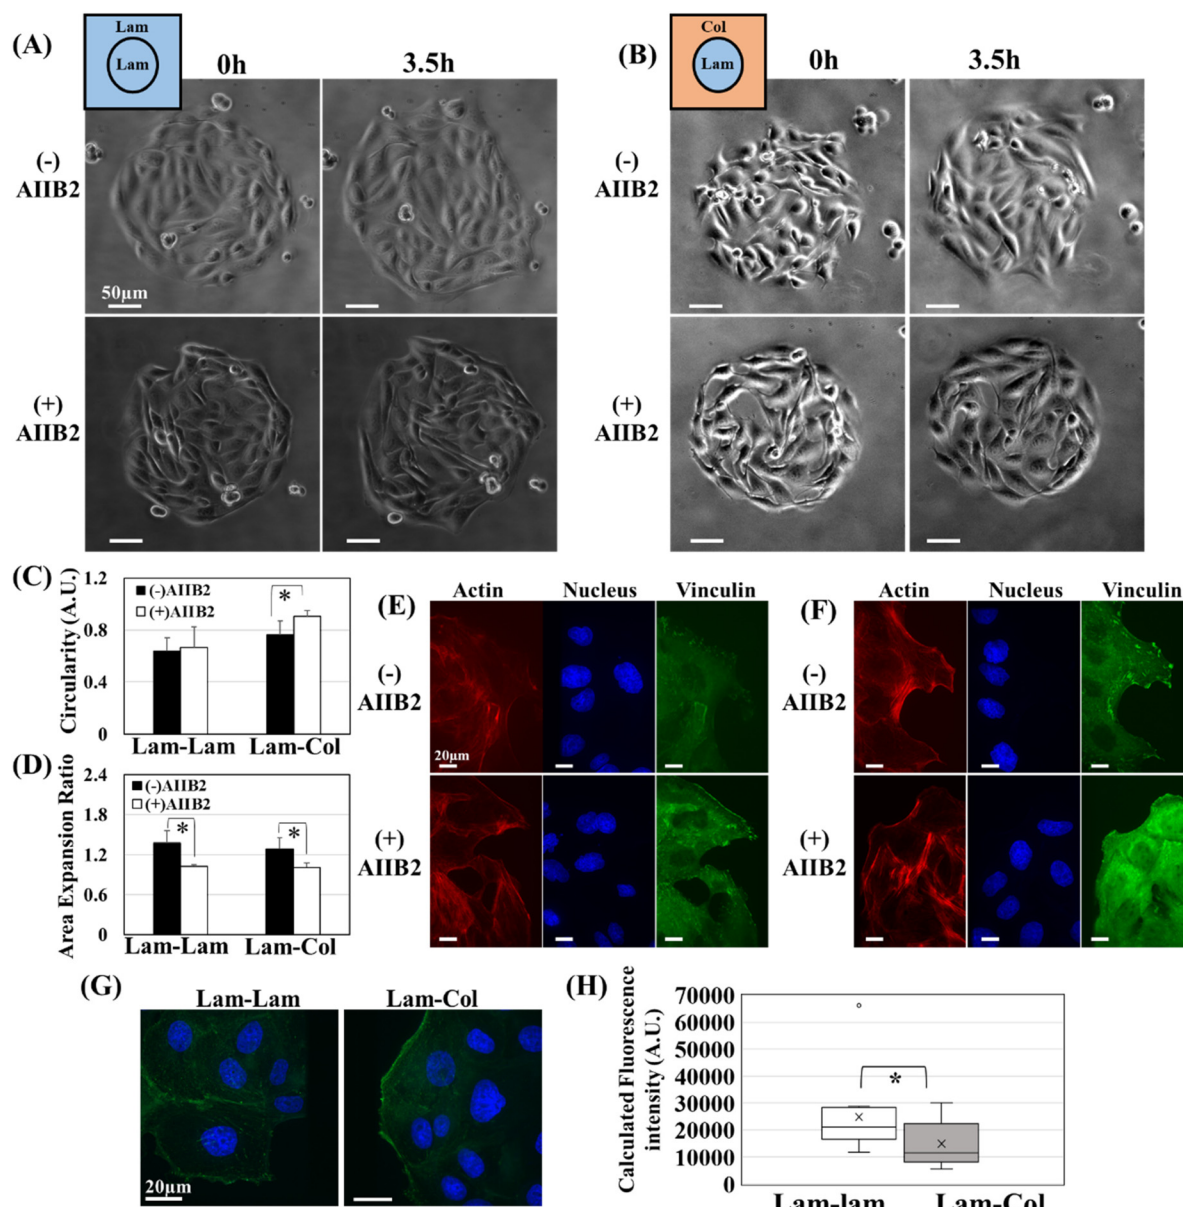 (A)
Lam
Lam
0h
3.5h
(-)
AIIB2
50µm
(+)
AIIB2
(B)
Col
Lam
0h
3.5h
(-)
AIIB2
(+)
AIIB2
(C)
Circularity (A.U.)
1.2
0.8
0.4
0
(-)AIIB2
(+)AIIB2
*
Lam-Lam
Lam-Col
(D)
Area Expansion Ratio
2.4
1.8
1.2
0.6
0
(-)AIIB2
(+)AIIB2
*
*
Lam-Lam
Lam-Col
(E)
Actin
Nucleus
Vinculin
(-)
AIIB2
20µm
(+)
AIIB2
(F)
Actin
Nucleus
Vinculin
(-)
AIIB2
(+)
AIIB2
(G)
Lam-Lam
Lam-Col
20µm
(H)
Calculated Fluorescence
intensity (A.U.)
70000
60000
50000
40000
30000
20000
10000
0
*
Lam-lam
Lam-Col